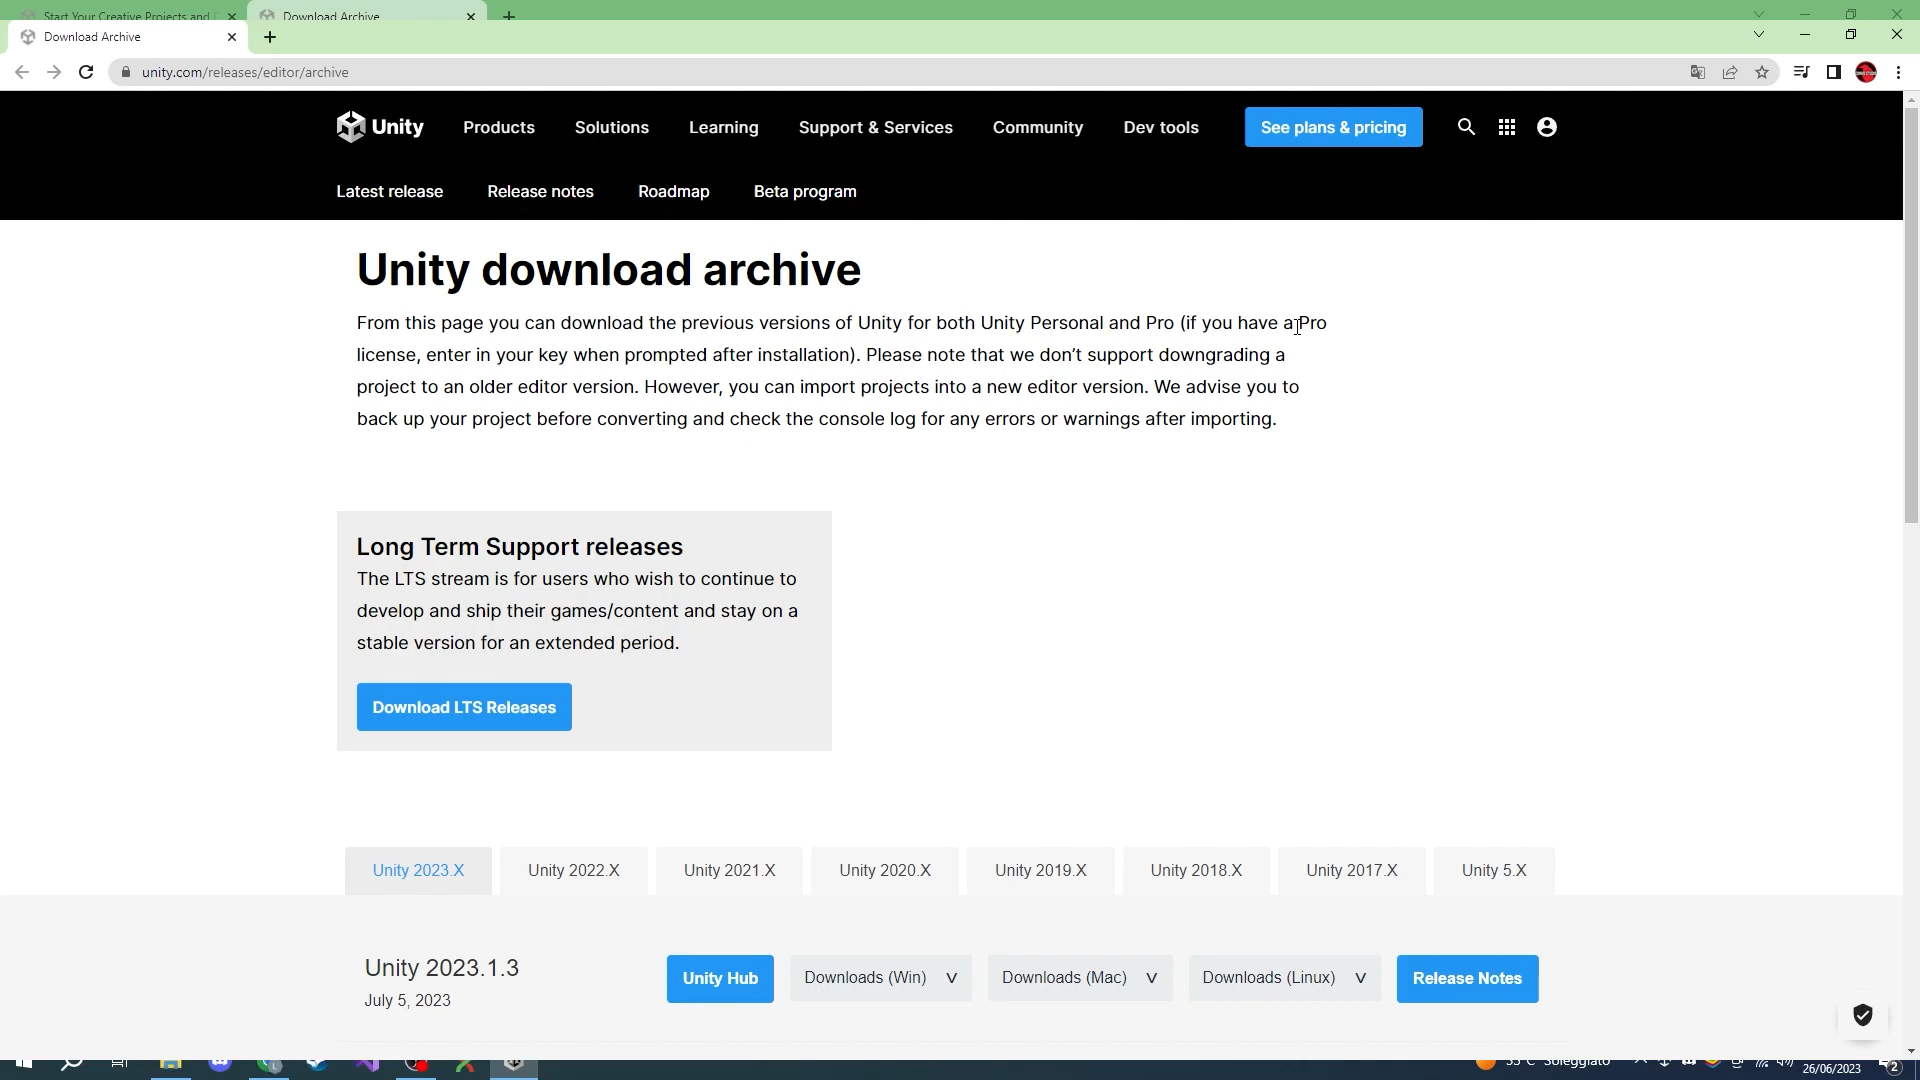 Start Your Creative Projects and
Download Archive
Download Archive
unity.com/releases/editor/archive
Unity
Products
Solutions
Learning
Support & Services
Community
Dev tools
See plans & pricing
Latest release
Release notes
Roadmap
Beta program
Unity download archive
From this page you can download the previous versions of Unity for both Unity Personal and Pro (if you have a Pro
license, enter in your key when prompted after installation). Please note that we don’t support downgrading a
project to an older editor version. However, you can import projects into a new editor version. We advise you to
back up your project before converting and check the console log for any errors or warnings after importing.
Long Term Support releases
The LTS stream is for users who wish to continue to
develop and ship their games/content and stay on a
stable version for an extended period.
Download LTS Releases
Unity 2023.X
Unity 2022.X
Unity 2021.X
Unity 2020.X
Unity 2019.X
Unity 2018.X
Unity 2017.X
Unity 5.X
Unity 2023.1.3
July 5, 2023
Unity Hub
Downloads (Win)
Downloads (Mac)
Downloads (Linux)
Release Notes
33°C Soleggiato
26/06/2023
2